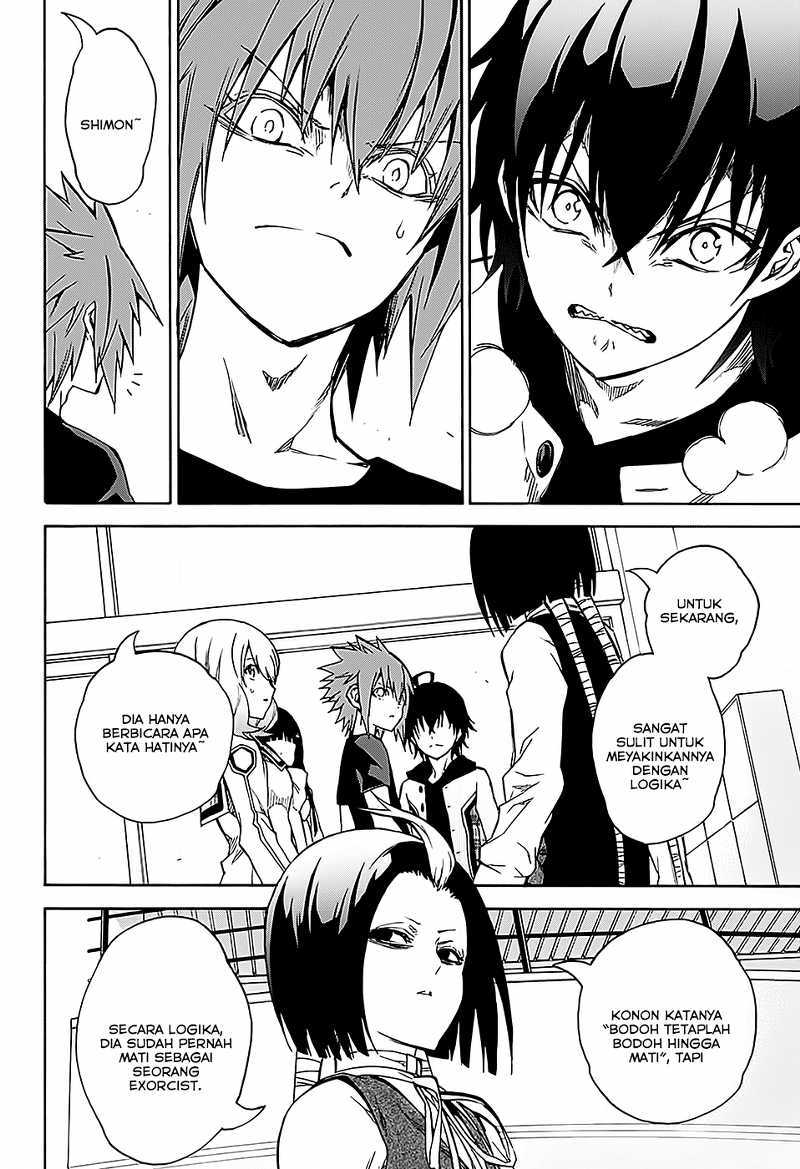 SHIMON~
UNTUK
SEKARANG,
SANGAT
SULIT UNTUK
MEYAKINKANNYA
DENGAN
LOGIKA~
DIA HANYA
BERBICARA APA
KATA HATINYA~
KONON KATANYA
“BODOH TETAPLAH
BODOH HINGGA
MATI”, TAPI
SECARA LOGIKA,
DIA SUDAH PERNAH
MATI SEBAGAI
SEORANG
EXORCIST.